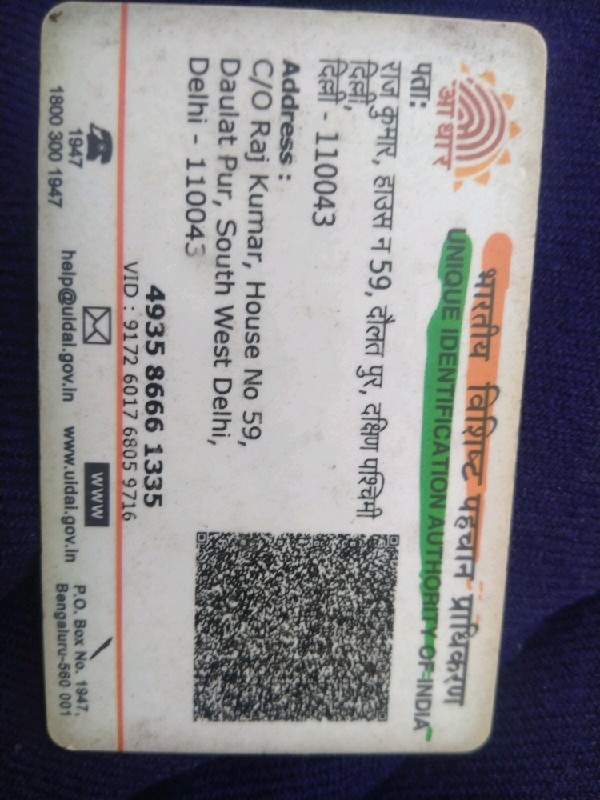 भारतीय विशिष्ट पहचान प्राधिकरण
UNIQUE IDENTIFICATION AUTHORITY OF INDIA
आधार
पता:
राज कुमार, हाउस न 59, दौलत पुर, दक्षिण पश्चिमी
दिल्ली,
दिल्ली - 110043
Address :
C/O Raj Kumar, House No 59,
Daulat Pur, South West Delhi,
Delhi - 110043
4935 8666 1335
VID : 9172 6017 6805 9716
1947
1800 300 1947
help@uidai.gov.in
www
www.uidai.gov.in
P.O. Box No. 1947,
Bengaluru-560 001